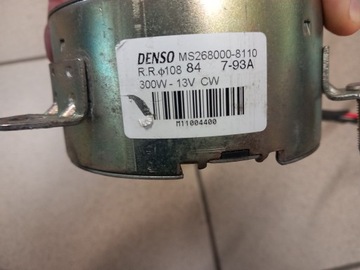 DENSO MS268000-8110
R.R.φ108 84 7-93A
300W - 13V CW
M11004400